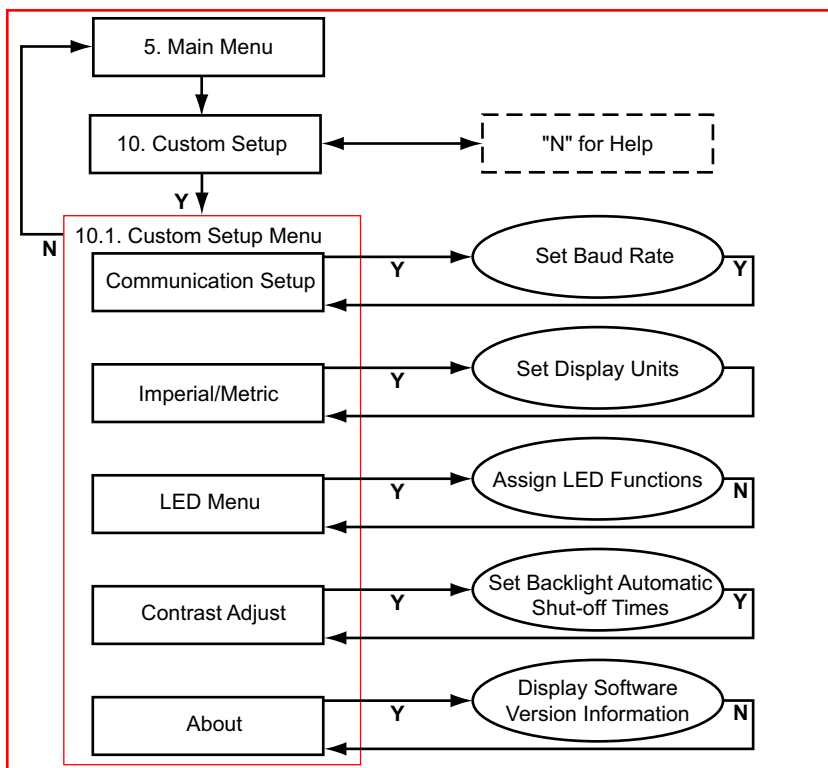 5. Main Menu
10. Custom Setup
"N" for Help
Y
N
10.1. Custom Setup Menu
Communication Setup
Y
Set Baud Rate
Y
Imperial/Metric
Y
Set Display Units
LED Menu
Y
Assign LED Functions
N
Contrast Adjust
Y
Set Backlight Automatic
Shut-off Times
Y
About
Y
Display Software
Version Information
N